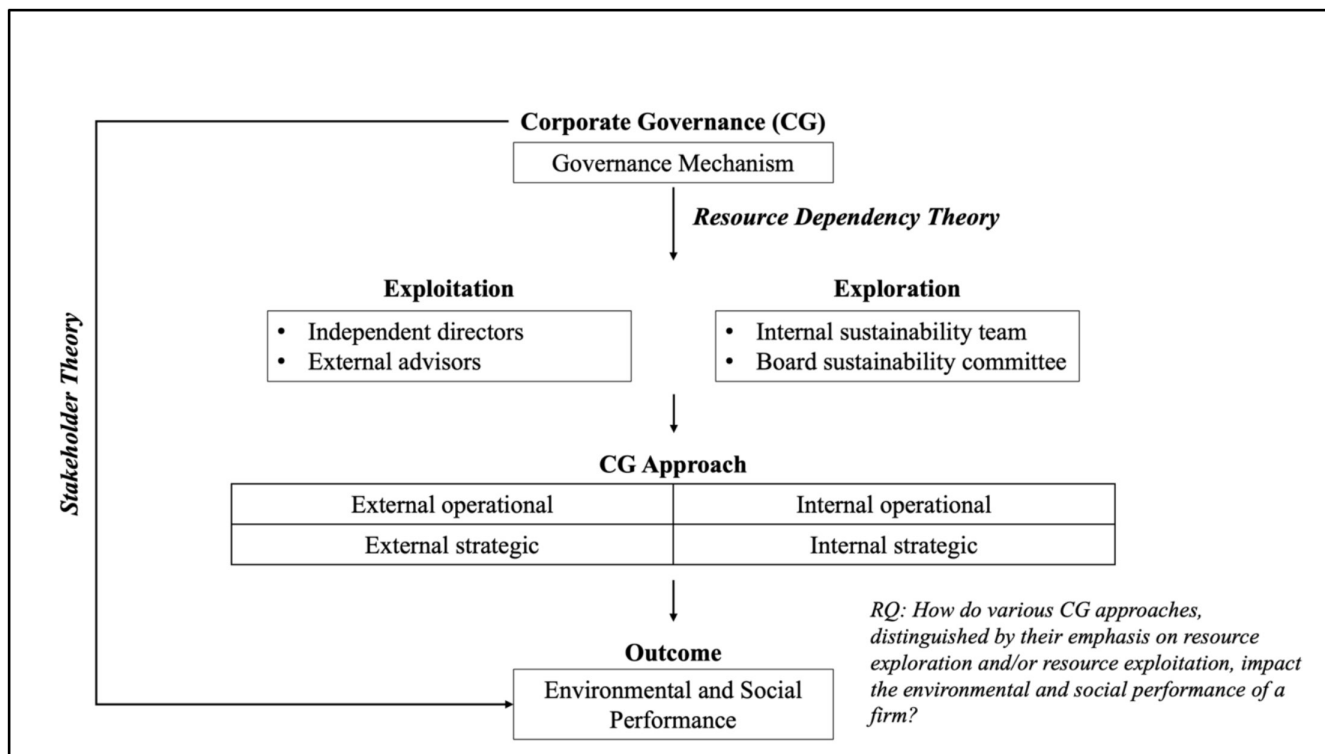 Corporate Governance (CG)
Governance Mechanism
Resource Dependency Theory
Exploitation
• Independent directors
• External advisors
Exploration
• Internal sustainability team
• Board sustainability committee
Stakeholder Theory
CG Approach
External operational
Internal operational
External strategic
Internal strategic
Outcome
Environmental and Social
Performance
RQ: How do various CG approaches,
distinguished by their emphasis on resource
exploration and/or resource exploitation, impact
the environmental and social performance of a
firm?